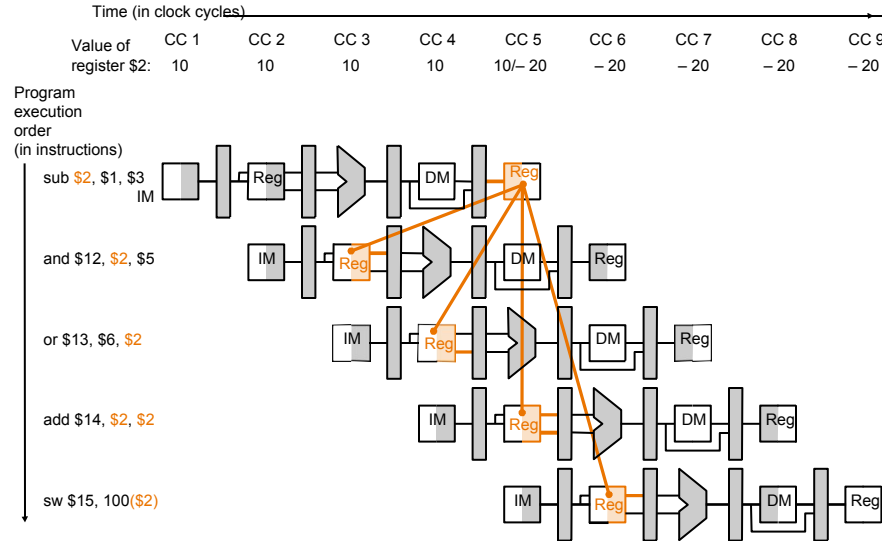 Time (in clock cycles)
CC 1 CC 2 CC 3 CC 4 CC 5 CC 6 CC 7 CC 8 CC 9
Value of
register $2: 10 10 10 10 10/– 20 – 20 – 20 – 20 – 20
Program
execution
order
(in instructions)
sub $2, $1, $3
IM Reg DM Reg
and $12, $2, $5 IM Reg DM Reg
or $13, $6, $2 IM Reg DM Reg
add $14, $2, $2 IM Reg DM Reg
sw $15, 100($2) IM Reg DM Reg